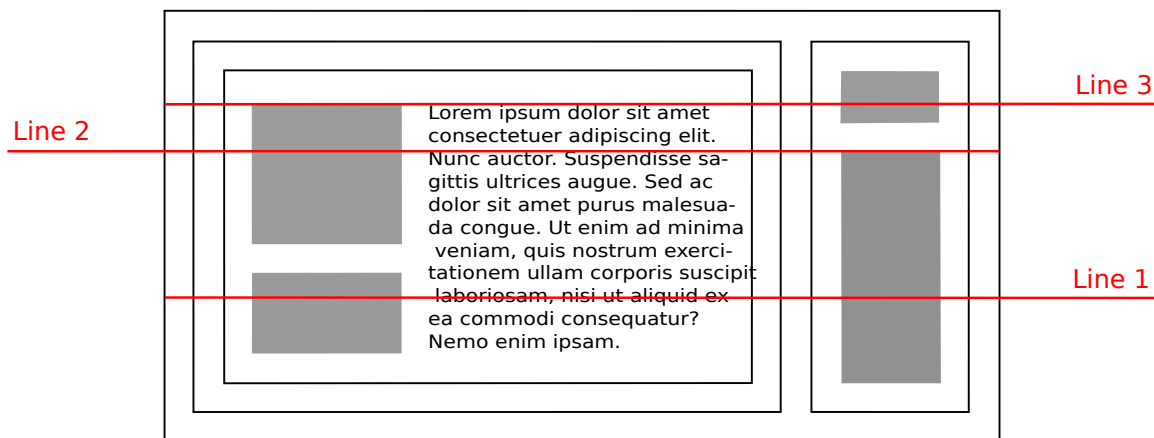 Line 3
Line 2
Lorem ipsum dolor sit amet
consectetuer adipiscing elit.
Nunc auctor. Suspendisse sa-
gittis ultrices augue. Sed ac
dolor sit amet purus malesua-
da congue. Ut enim ad minima
veniam, quis nostrum exerci-
tationem ullam corporis suscipit
laboriosam, nisi ut aliquid ex
ea commodi consequatur?
Nemo enim ipsam.
Line 1